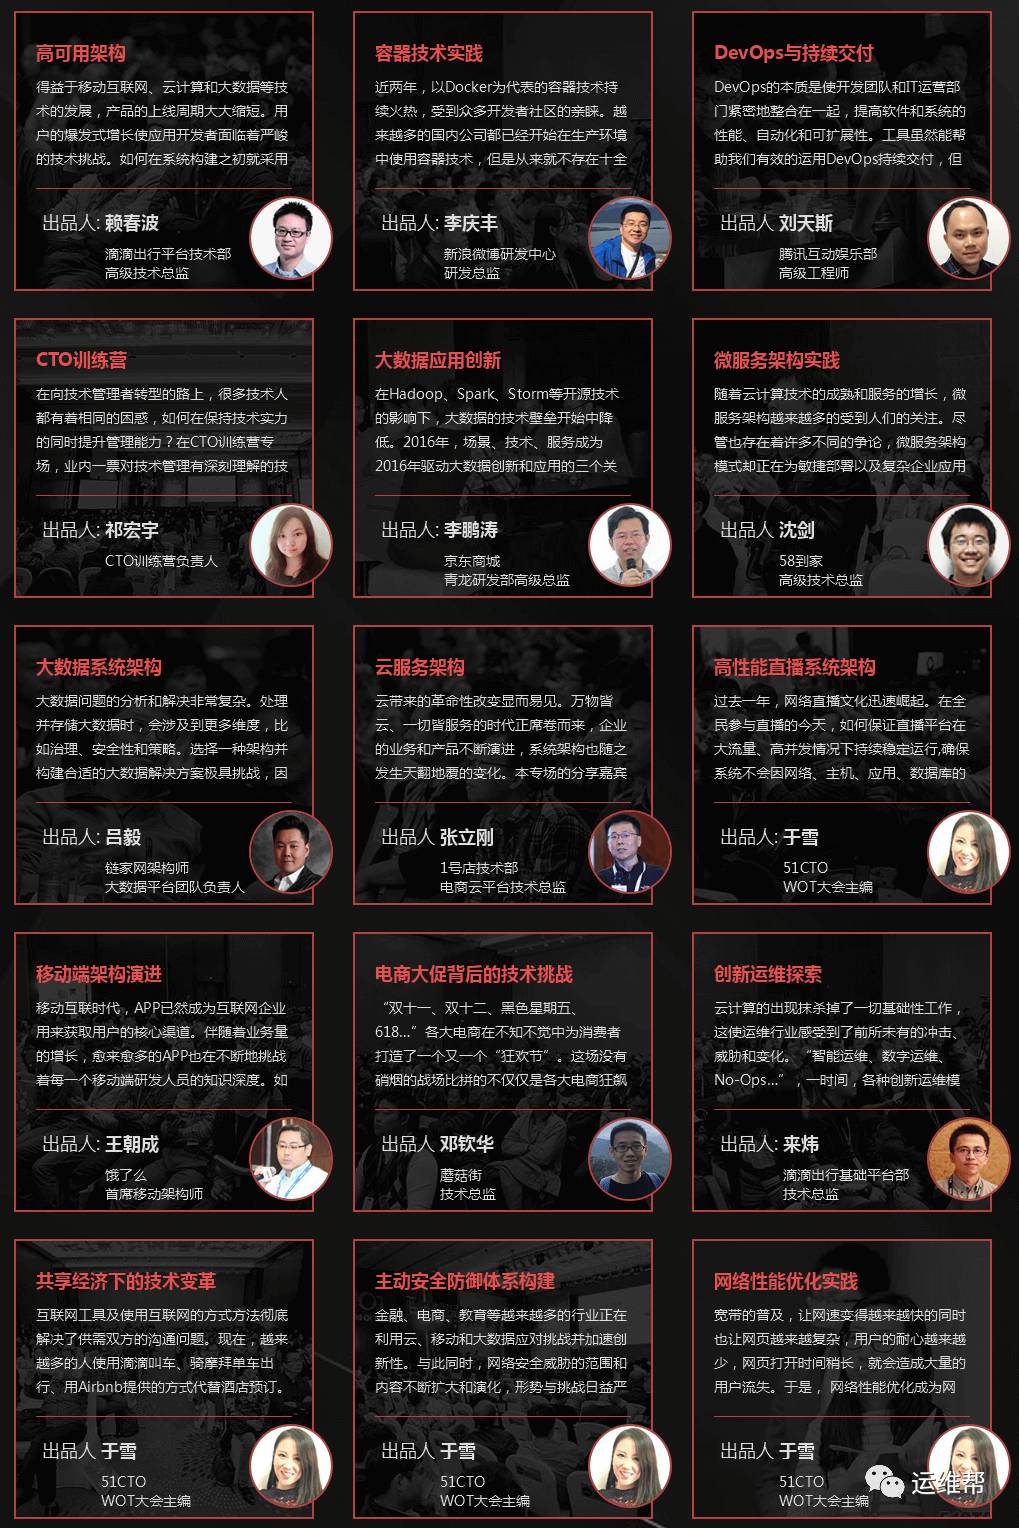 高可用架构
得益于移动互联网、云计算和大数据等技
术的发展，产品的上线周期大大缩短。用
户的爆发式增长使应用开发者面临着严峻
的技术挑战。如何在系统构建之初就采用
出品人: 赖春波
滴滴出行平台技术部
高级技术总监
容器技术实践
近两年，以Docker为代表的容器技术持
续火热，受到众多开发者社区的亲睐。越
来越多的国内公司都已经开始在生产环境
中使用容器技术，但是从来就不存在十全
出品人: 李庆丰
新浪微博研发中心
研发总监
DevOps与持续交付
DevOps的本质是使开发团队和IT运营部
门紧密地整合在一起，提高软件和系统的
性能、自动化和可扩展性。工具虽然能帮
助我们有效的运用DevOps持续交付，但
出品人 刘天斯
腾讯互动娱乐部
高级工程师
CTO训练营
在向技术管理者转型的路上，很多技术人
都有着相同的困惑，如何在保持技术实力
的同时提升管理能力？在CTO训练营专
场，业内一票对技术管理有深刻理解的技
出品人: 祁宏宇
CTO训练营负责人
大数据应用创新
在Hadoop、Spark、Storm等开源技术
的影响下，大数据的技术壁垒开始中降
低。2016年，场景、技术、服务成为
2016年驱动大数据创新和应用的三个关
出品人: 李鹏涛
京东商城
青龙研发部高级总监
微服务架构实践
随着云计算技术的成熟和服务的增长，微
服务架构越来越多的受到人们的关注。尽
管也存在着许多不同的争论，微服务架构
模式却正在为敏捷部署以及复杂企业应用
出品人 沈剑
58到家
高级技术总监
大数据系统架构
大数据问题的分析和解决非常复杂。处理
并存储大数据时，会涉及到更多维度，比
如治理、安全性和策略。选择一种架构并
构建合适的大数据解决方案极具挑战，因
出品人: 吕毅
链家网架构师
大数据平台团队负责人
云服务架构
云带来的革命性改变显而易见。万物皆
云、一切皆服务的时代正席卷而来，企业
的业务和产品不断演进，系统架构也随之
发生天翻地覆的变化。本专场的分享嘉宾
出品人 张立刚
1号店技术部
电商云平台技术总监
高性能直播系统架构
过去一年，网络直播文化迅速崛起。在全
民参与直播的今天，如何保证直播平台在
大流量、高并发情况下持续稳定运行,确保
系统不会因网络、主机、应用、数据库的
出品人: 于雪
51CTO
WOT大会主编
移动端架构演进
移动互联时代，APP已然成为互联网企业
用来获取用户的核心渠道。伴随着业务量
的增长，愈来愈多的APP也在不断地挑战
着每一个移动端研发人员的知识深度。如
出品人: 王朝成
饿了么
首席移动架构师
电商大促背后的技术挑战
“双十一、双十二、黑色星期五、
618...”各大电商在不知不觉中为消费者
打造了一个又一个“狂欢节”。这场没有
硝烟的战场比拼的不仅仅是各大电商狂飙
出品人 邓钦华
蘑菇街
技术总监
创新运维探索
云计算的出现抹杀掉了一切基础性工作，
这使运维行业感受到了前所未有的冲击、
威胁和变化。“智能运维、数字运维、
No-Ops...”，一时间，各种创新运维模
出品人: 来炜
滴滴出行基础平台部
技术总监
共享经济下的技术变革
互联网工具及使用互联网的方式方法彻底
解决了供需双方的沟通问题。现在，越来
越多的人使用滴滴叫车、骑摩拜单车出
行、用Airbnb提供的方式代替酒店预订。
出品人 于雪
51CTO
WOT大会主编
主动安全防御体系构建
金融、电商、教育等越来越多的行业正在
利用云、移动和大数据应对挑战并加速创
新性。与此同时，网络安全威胁的范围和
内容不断扩大和演化，形势与挑战日益严
出品人 于雪
51CTO
WOT大会主编
网络性能优化实践
宽带的普及，让网速变得越来越快的同时
也让网页越来越复杂，用户的耐心越来越
少，网页打开时间稍长，就会造成大量的
用户流失。于是， 网络性能优化成为网
出品人 于雪
51CTO
WOT大会主编
运维帮